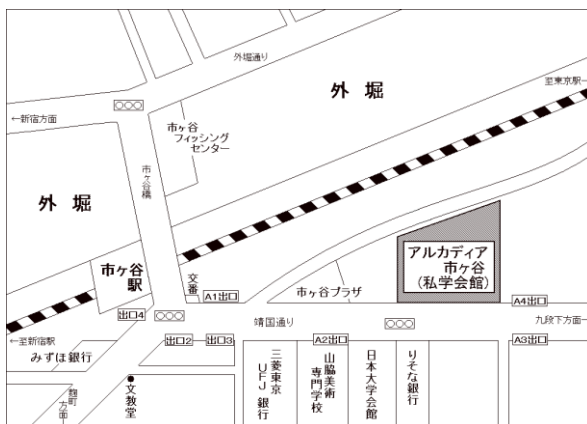 外堀通り
外堀
至東京駅→
←新宿方面
市ヶ谷
フィッシング
センター
市ヶ谷橋
外堀
アルカディア
市ヶ谷
(私学会館)
市ヶ谷
駅
交番
A1出口
市ヶ谷プラザ
A4出口
出口4
靖国通り
九段下方面→
←至新宿駅
みずほ銀行
出口2
出口3
A2出口
A3出口
三菱東京
UFJ銀行
山脇美術
専門学校
日本大学会館
りそな銀行
文教堂
麹町
方面